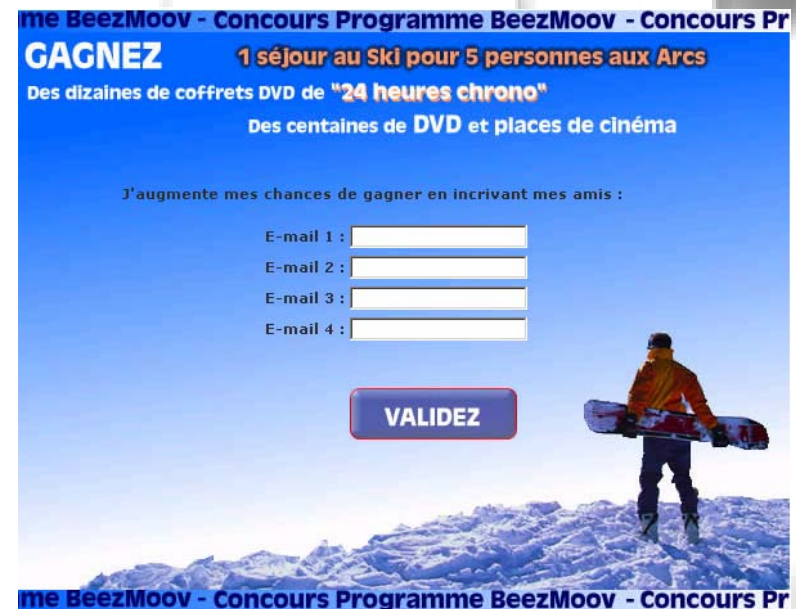 me BeezMoov - Concours Programme BeezMoov - Concours Pr
GAGNEZ 1 séjour au Ski pour 5 personnes aux Arcs
Des dizaines de coffrets DVD de "24 heures chrono"
Des centaines de DVD et places de cinéma
J'augmente mes chances de gagner en incrivant mes amis :
E-mail 1 :
E-mail 2 :
E-mail 3 :
E-mail 4 :
VALIDEZ
me BeezMoov - Concours Programme BeezMoov - Concours Pr